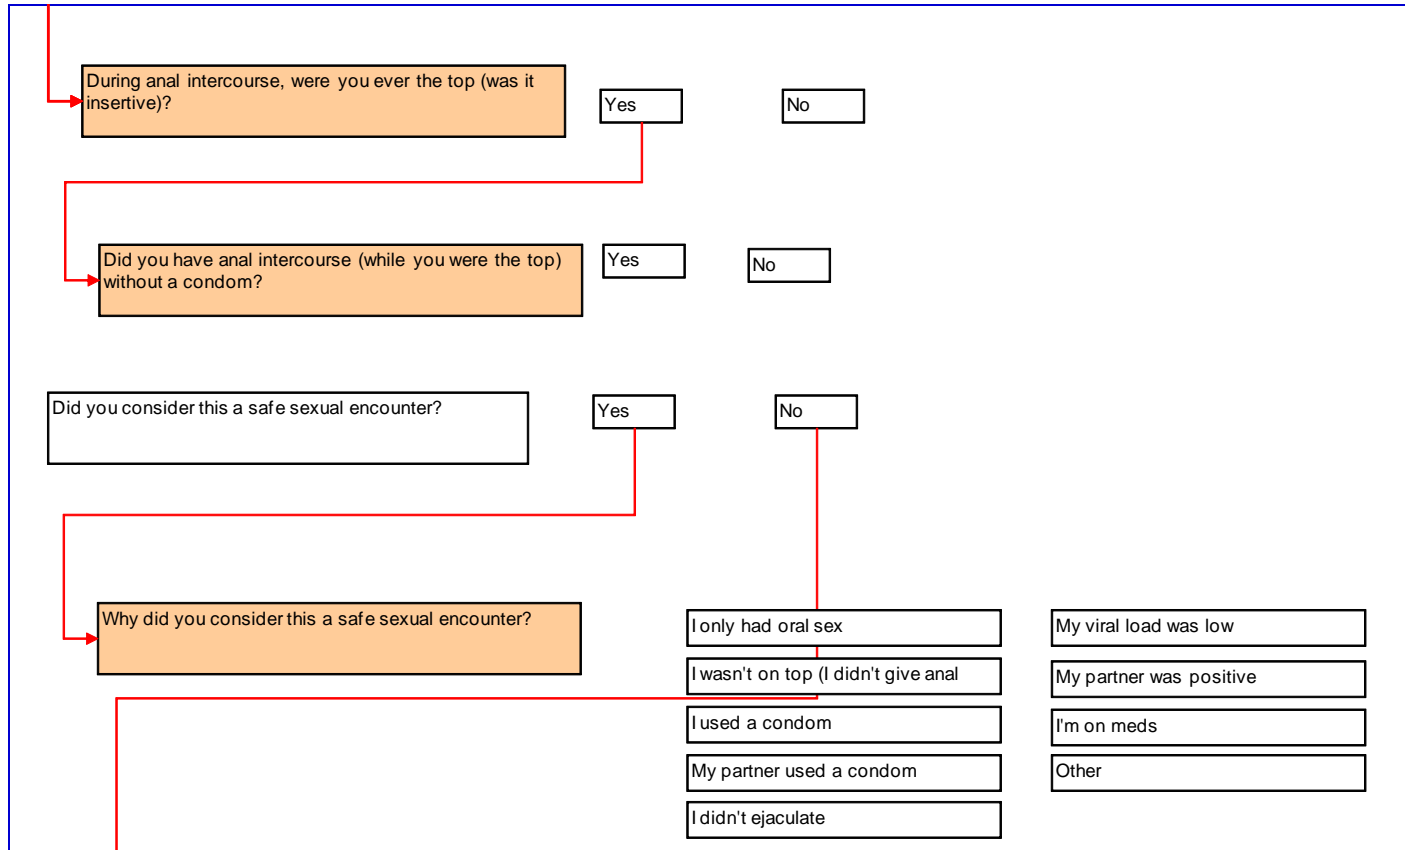 During anal intercourse, were you ever the top (was it
insertive)?
Yes
No
Did you have anal intercourse (while you were the top)
without a condom?
Yes
No
Did you consider this a safe sexual encounter?
Yes
No
Why did you consider this a safe sexual encounter?
I only had oral sex
I wasn't on top (I didn't give anal
I used a condom
My partner used a condom
I didn't ejaculate
My viral load was low
My partner was positive
I'm on meds
Other